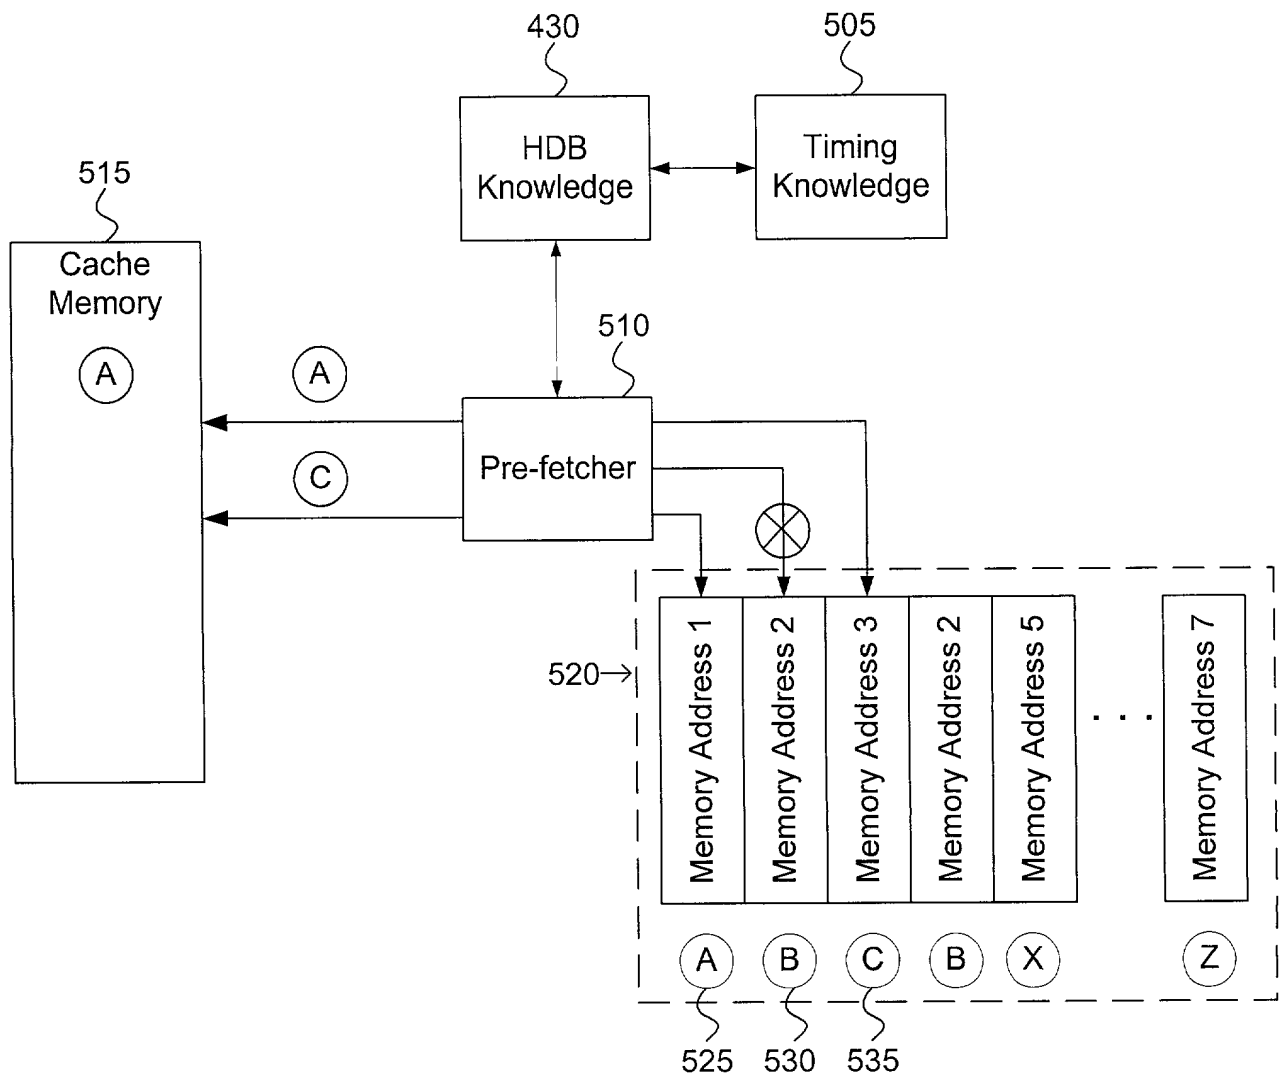 430
505
HDB
Knowledge
Timing
Knowledge
515
Cache
Memory
A
510
A
C
Pre-fetcher
520
Memory Address 1
Memory Address 2
Memory Address 3
Memory Address 2
Memory Address 5
. . .
Memory Address 7
A
B
C
B
X
Z
525
530
535